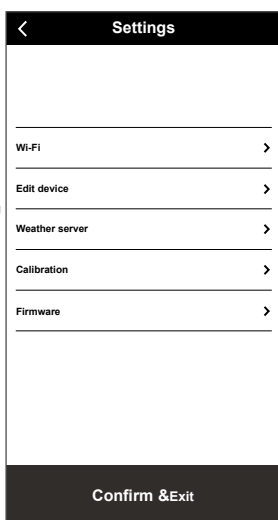 Settings
Wi-Fi
Edit device
Weather server
Calibration
Firmware
Confirm &Exit